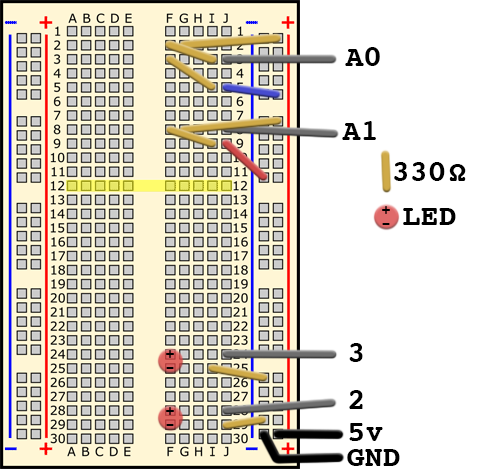 A B C D E F G H I J
− + − +
1 1
2 2
3 3 A0
4 4
5 5
6 6
7 7
8 8 A1
9 9
10 10
11 11 330Ω
12 12
13 13
14 14 + − LED
15 15
16 16
17 17
18 18
19 19
20 20
21 21
22 22
23 23
24 + 24 3
25 − 25
26 26
27 27
28 + 28 2
29 − 29
30 30 5v
− + A B C D E F G H I J − + GND